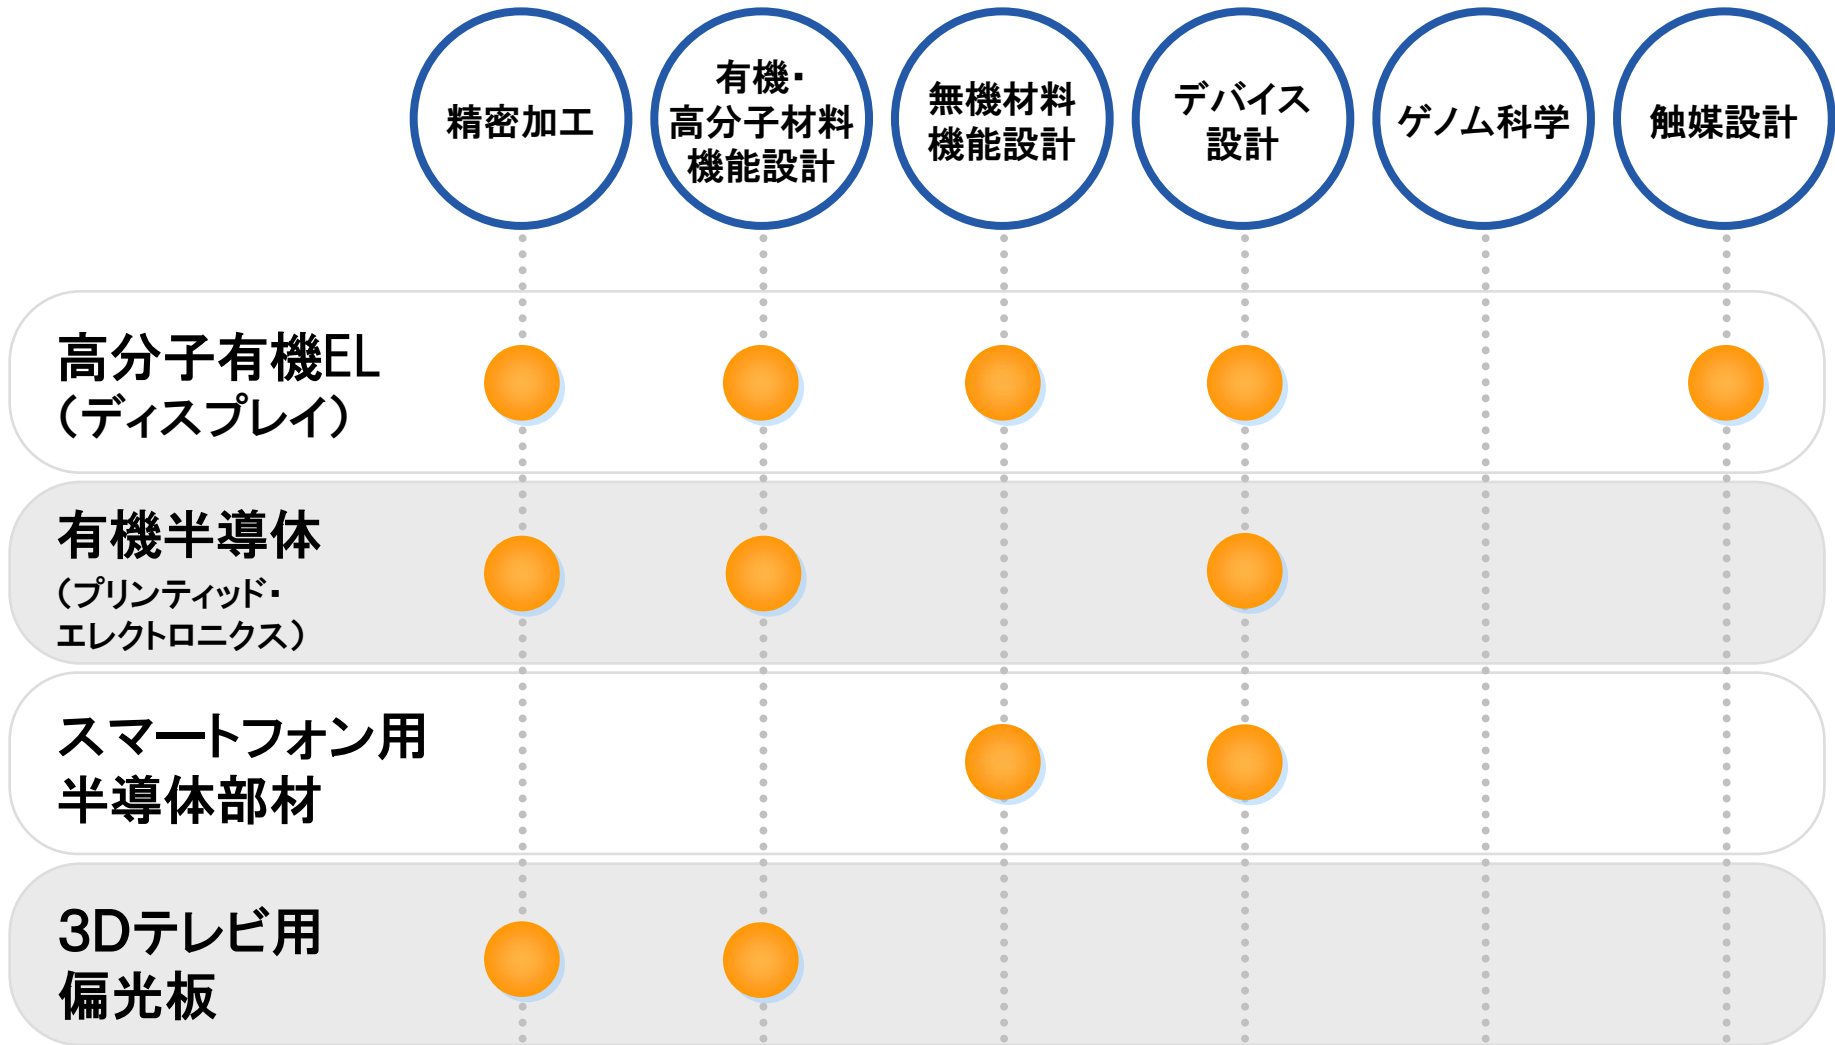 精密加工
有機・
高分子材料
機能設計
無機材料
機能設計
デバイス
設計
ゲノム科学
触媒設計
高分子有機EL
（ディスプレイ）
有機半導体
（プリンティッド・
エレクトロニクス）
スマートフォン用
半導体部材
3Dテレビ用
偏光板